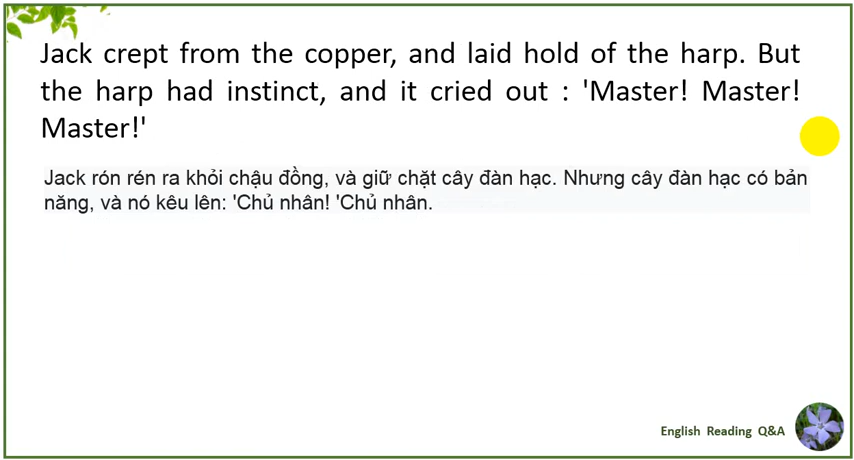 Jack crept from the copper, and laid hold of the harp. But
the harp had instinct, and it cried out : 'Master! Master!
Master!'
Jack rón rén ra khỏi chậu đồng, và giữ chặt cây đàn hạc. Nhưng cây đàn hạc có bản
năng, và nó kêu lên: 'Chủ nhân! 'Chủ nhân.
English Reading Q&A